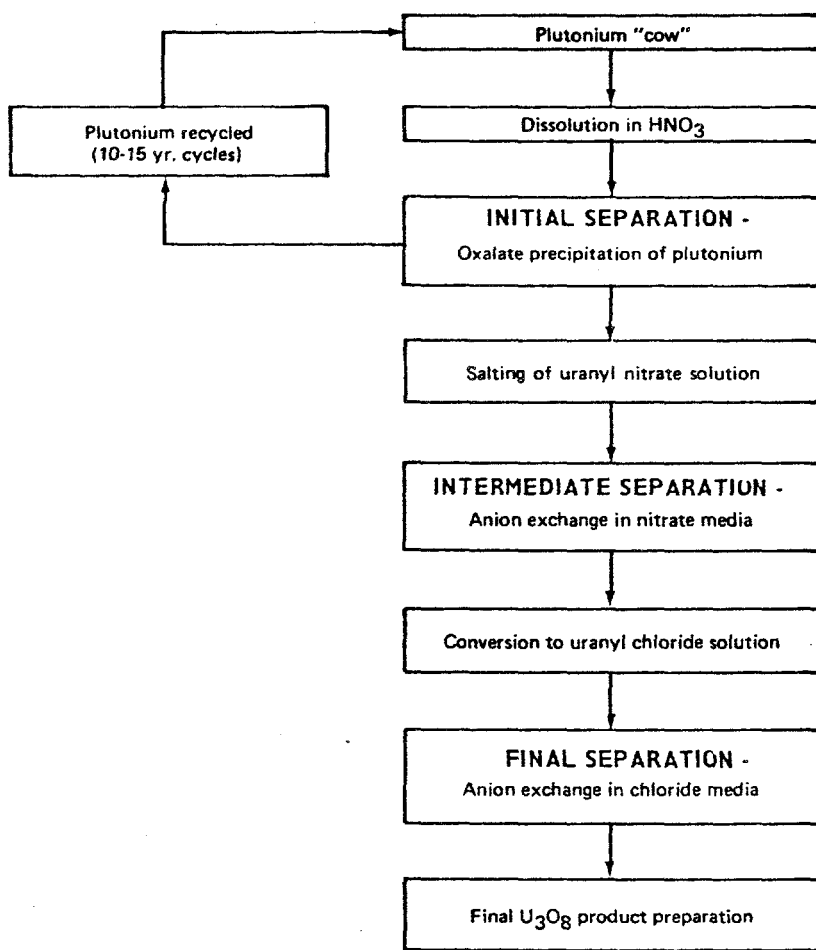 Plutonium "cow"
Plutonium recycled
(10-15 yr. cycles)
Dissolution in HNO₃
INITIAL SEPARATION -
Oxalate precipitation of plutonium
Salting of uranyl nitrate solution
INTERMEDIATE SEPARATION -
Anion exchange in nitrate media
Conversion to uranyl chloride solution
FINAL SEPARATION -
Anion exchange in chloride media
Final U₃O₈ product preparation